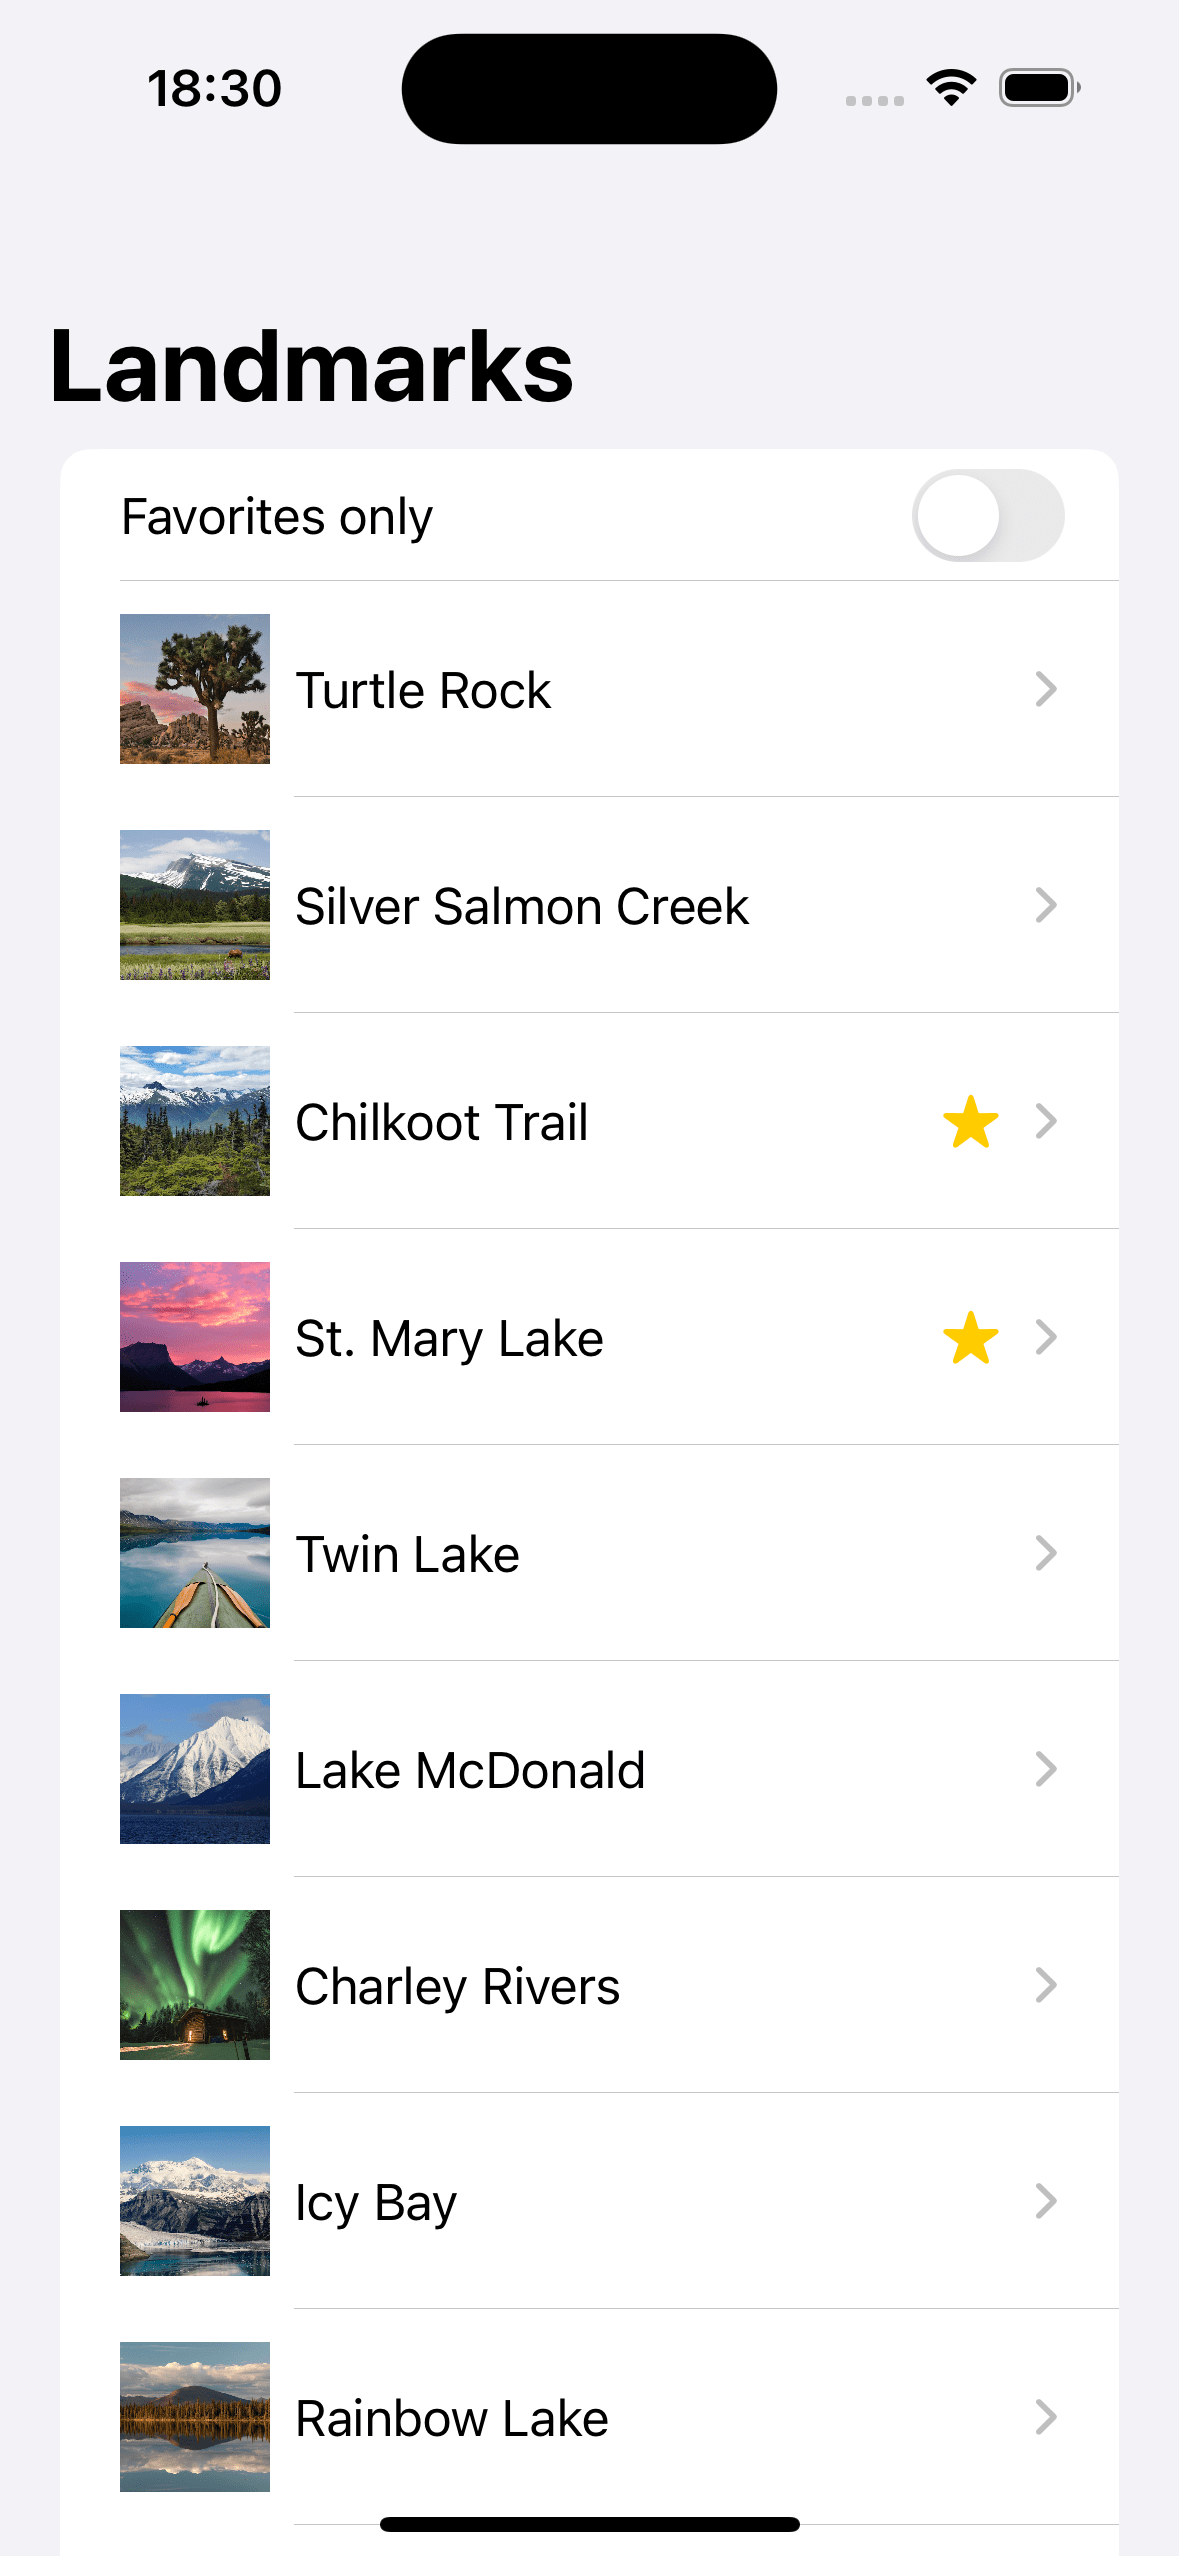 18:30
Landmarks
Favorites only
Turtle Rock
Silver Salmon Creek
Chilkoot Trail
St. Mary Lake
Twin Lake
Lake McDonald
Charley Rivers
Icy Bay
Rainbow Lake